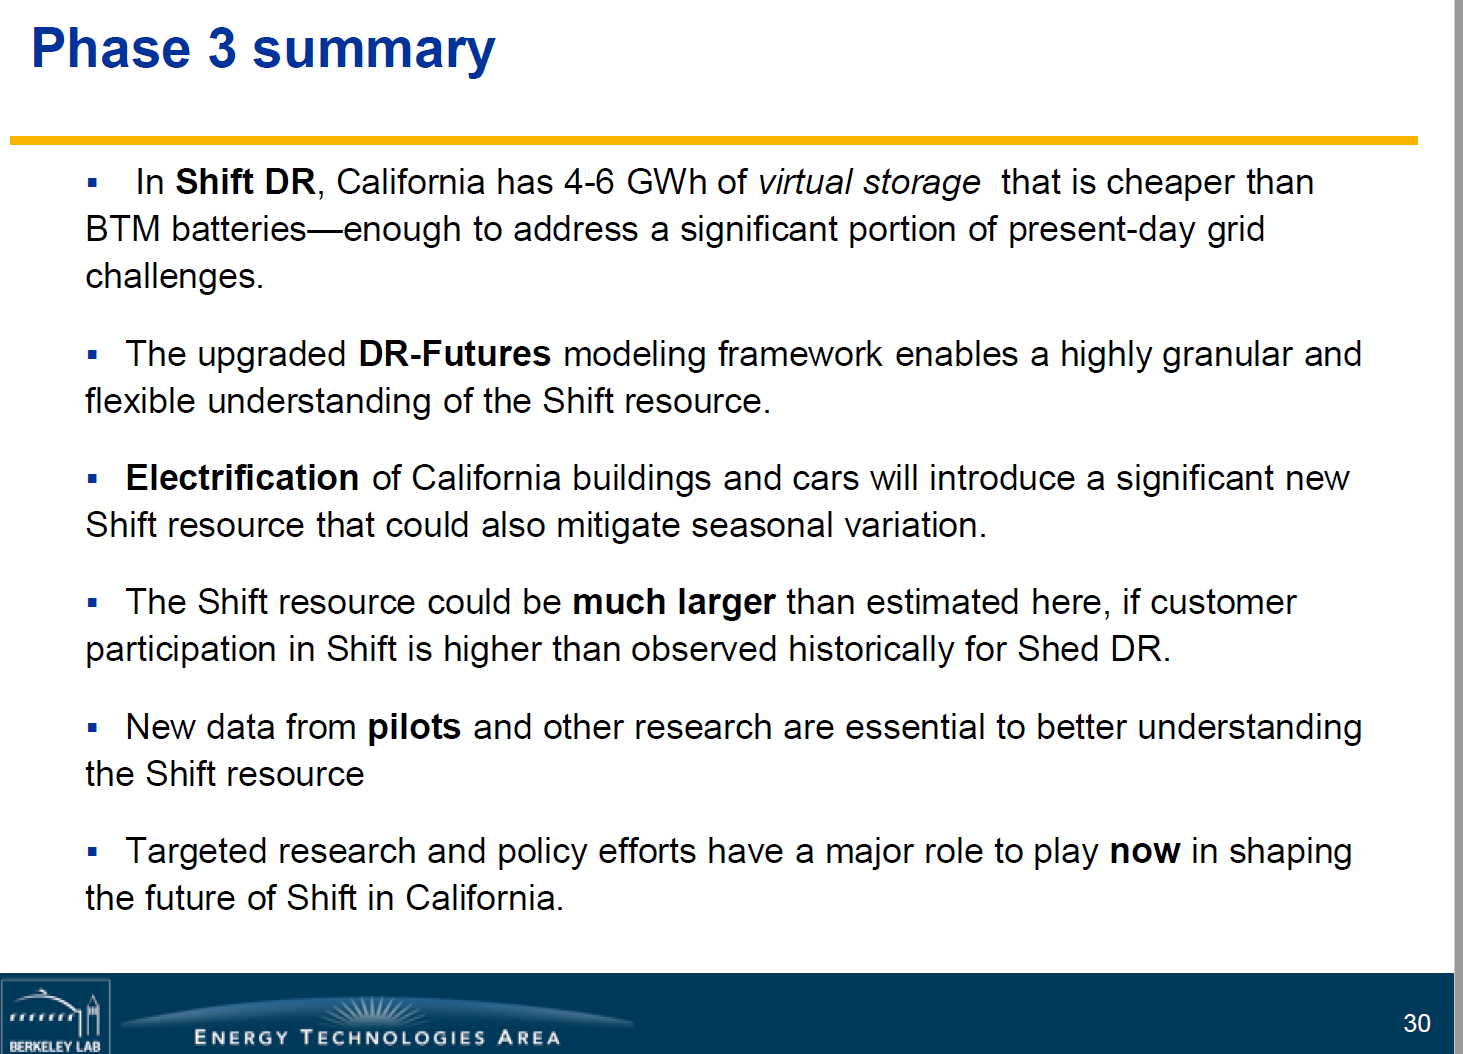 Phase 3 summary
▪ In Shift DR, California has 4-6 GWh of virtual storage that is cheaper than
BTM batteries—enough to address a significant portion of present-day grid
challenges.
▪ The upgraded DR-Futures modeling framework enables a highly granular and
flexible understanding of the Shift resource.
▪ Electrification of California buildings and cars will introduce a significant new
Shift resource that could also mitigate seasonal variation.
▪ The Shift resource could be much larger than estimated here, if customer
participation in Shift is higher than observed historically for Shed DR.
▪ New data from pilots and other research are essential to better understanding
the Shift resource
▪ Targeted research and policy efforts have a major role to play now in shaping
the future of Shift in California.
BERKELEY LAB
ENERGY TECHNOLOGIES AREA
30